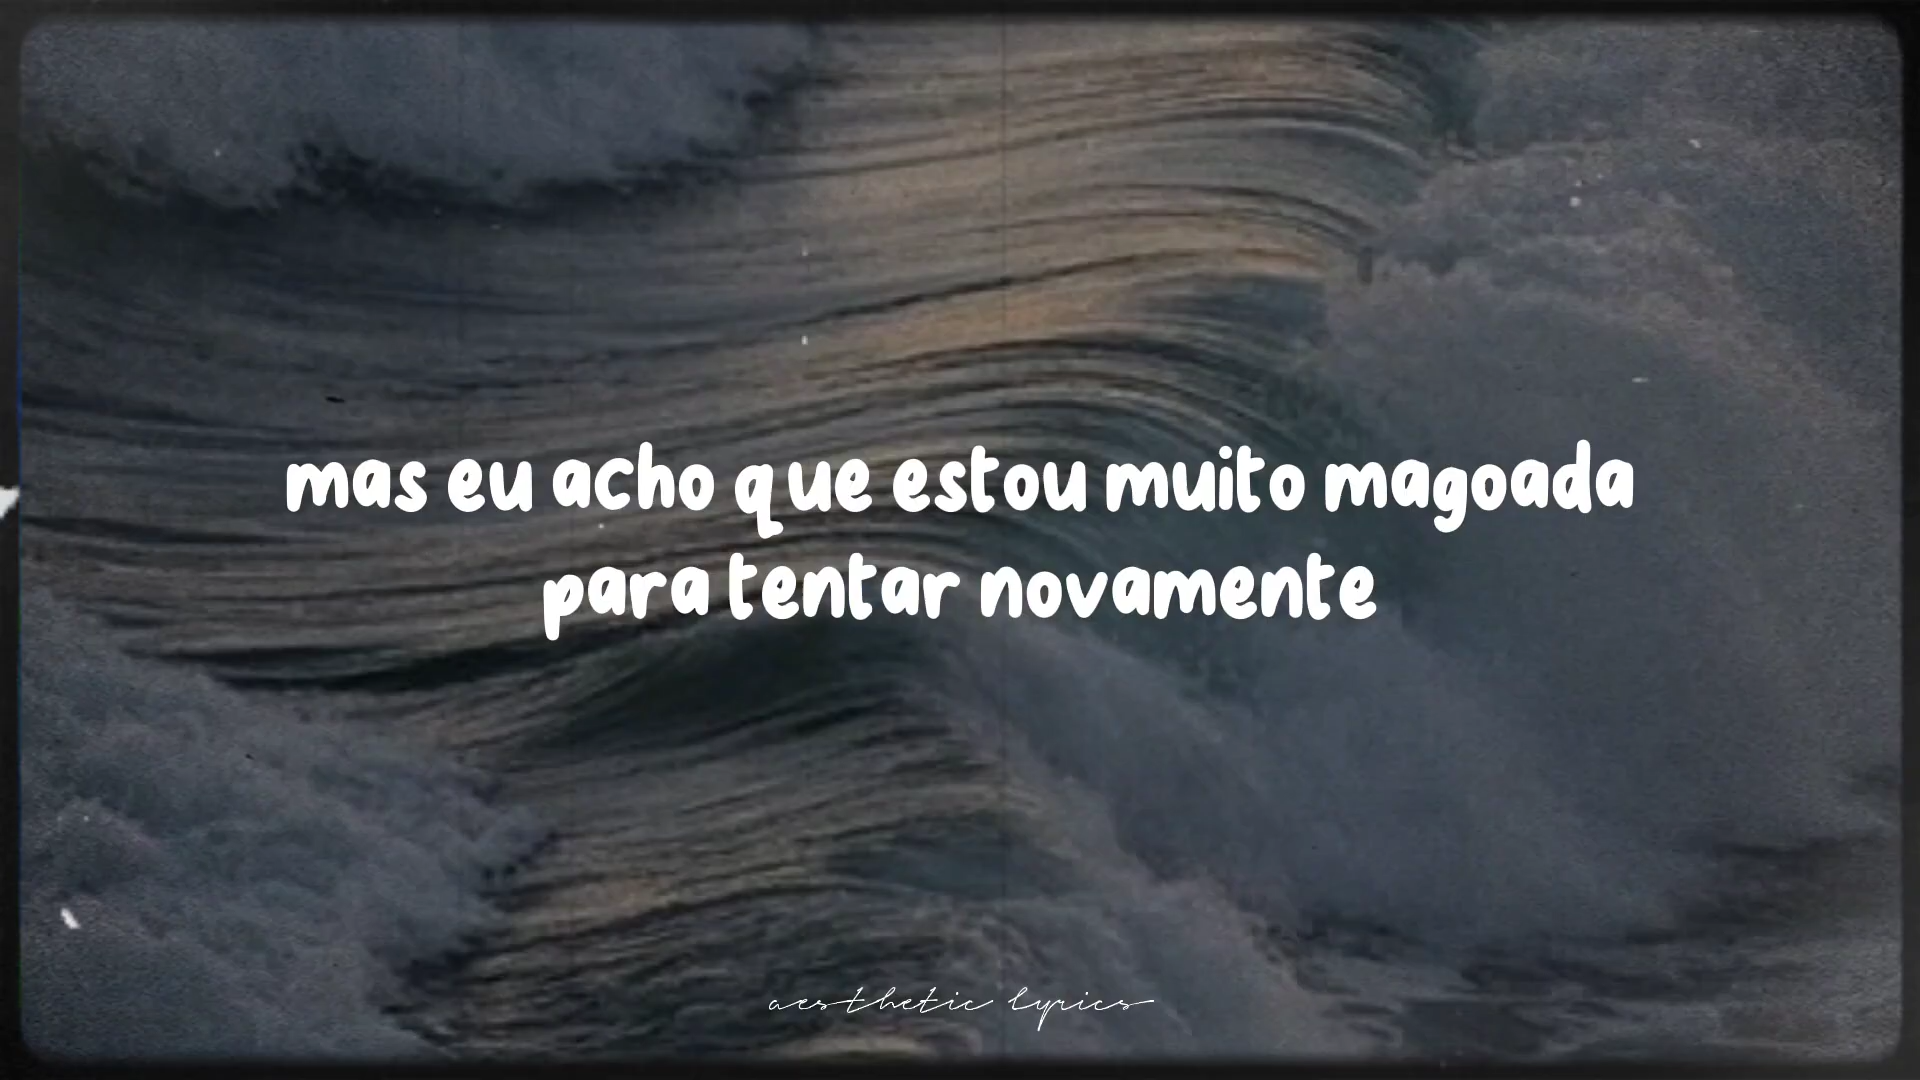 mas eu acho que estou muito magoada
para tentar novamente
aesthetic lyrics